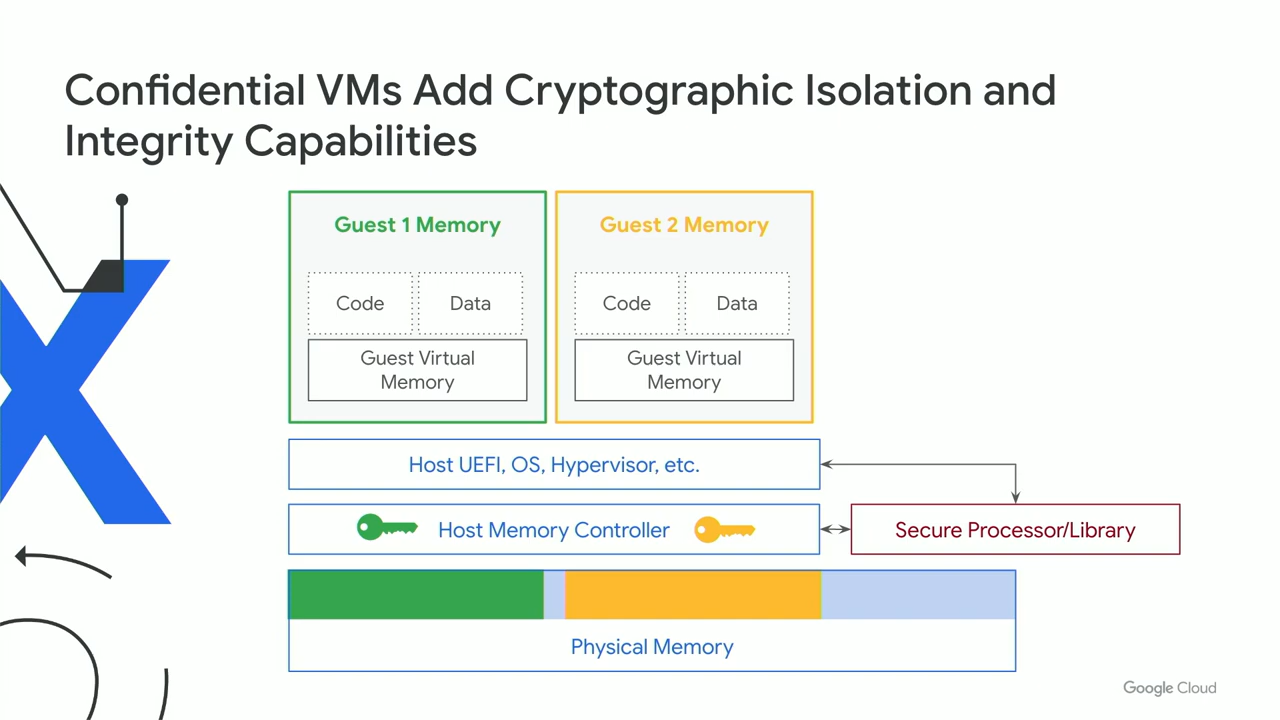 Confidential VMs Add Cryptographic Isolation and
Integrity Capabilities
Guest 1 Memory
Code
Data
Guest Virtual
Memory
Guest 2 Memory
Code
Data
Guest Virtual
Memory
Host UEFI, OS, Hypervisor, etc.
Host Memory Controller
Secure Processor/Library
Physical Memory
Google Cloud